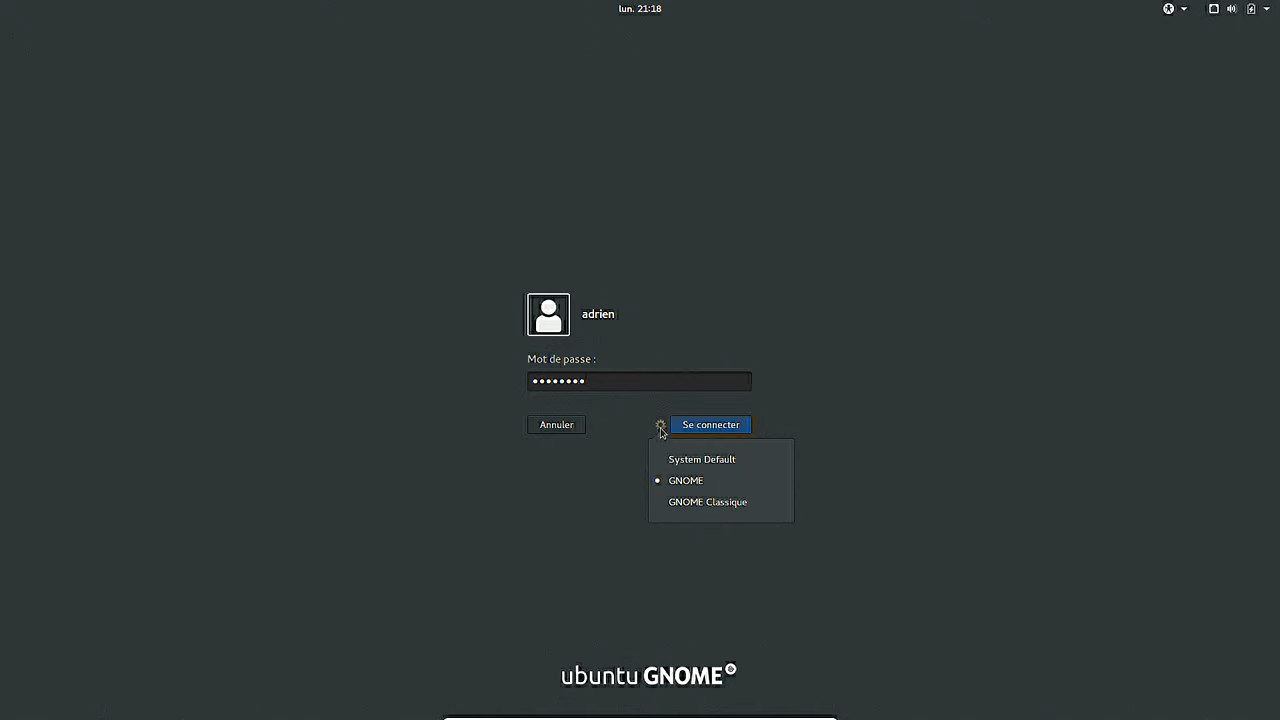 lun. 21:18
adrien
Mot de passe :
Annuler
Se connecter
System Default
GNOME
GNOME Classique
ubuntu GNOME